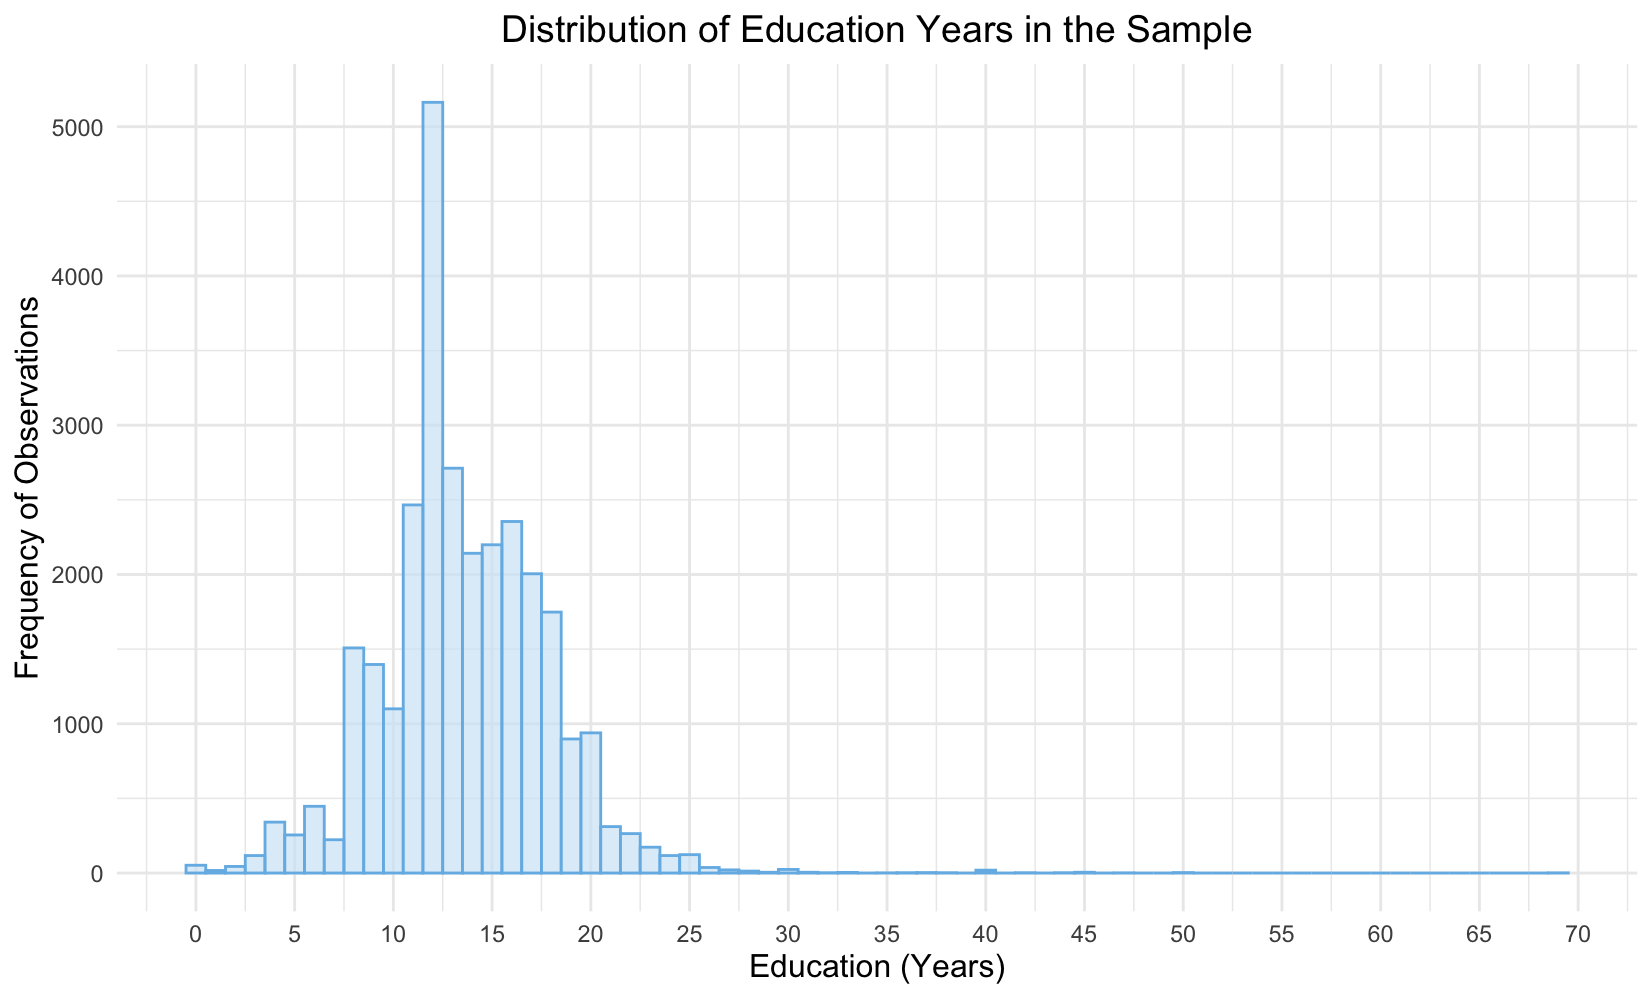 Distribution of Education Years in the Sample
Frequency of Observations
5000
4000
3000
2000
1000
0
0 5 10 15 20 25 30 35 40 45 50 55 60 65 70
Education (Years)